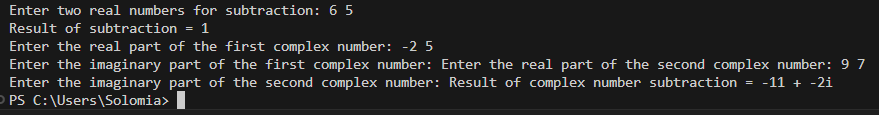 Enter two real numbers for subtraction: 6 5
Result of subtraction = 1
Enter the real part of the first complex number: -2 5
Enter the imaginary part of the first complex number: Enter the real part of the second complex number: 9 7
Enter the imaginary part of the second complex number: Result of complex number subtraction = -11 + -2i
PS C:\Users\Solomia>